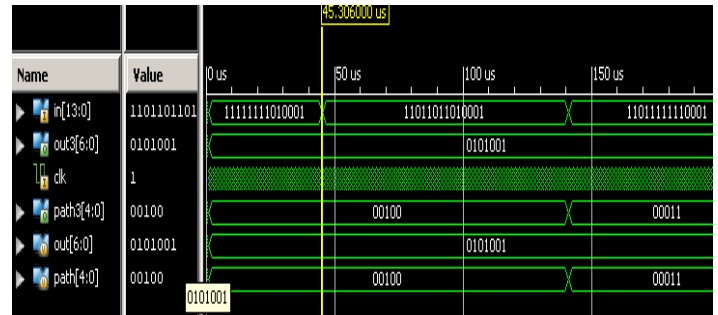 45.306000 us
Name Value 0 us 50 us 100 us 150 us
in[13:0] 1101101101 11111111010001 11011011010001 11011111110001
out3[6:0] 0101001 0101001
clk 1
path3[4:0] 00100 00100 00011
out[6:0] 0101001 0101001
path[4:0] 00100 00100 00011
0101001